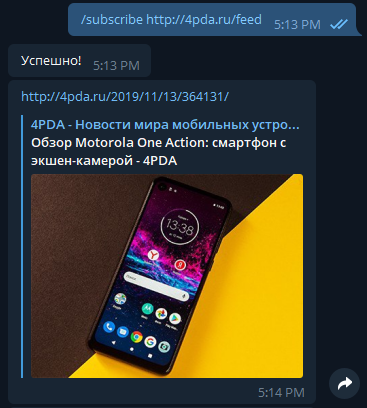 /subscribe http://4pda.ru/feed
5:13 PM
Успешно!
5:13 PM
http://4pda.ru/2019/11/13/364131/
4PDA - Новости мира мобильных устро...
Обзор Motorola One Action: смартфон с
экшен-камерой - 4PDA
13:38
5:14 PM